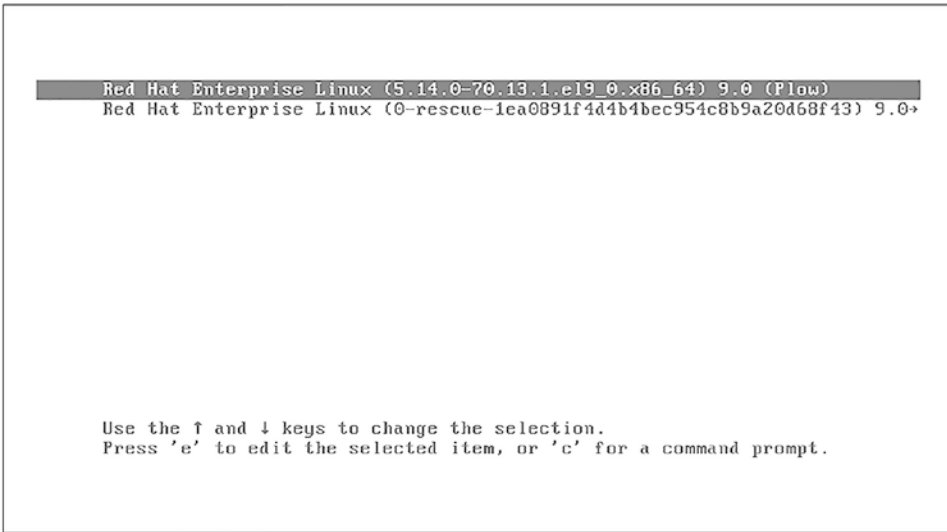 Red Hat Enterprise Linux (5.14.0-70.13.1.el9_0.x86_64) 9.0 (Plow)
Red Hat Enterprise Linux (0-rescue-1ea0891f4d4b4bec954c8b9a20d68f43) 9.0→
Use the ↑ and ↓ keys to change the selection.
Press 'e' to edit the selected item, or 'c' for a command prompt.